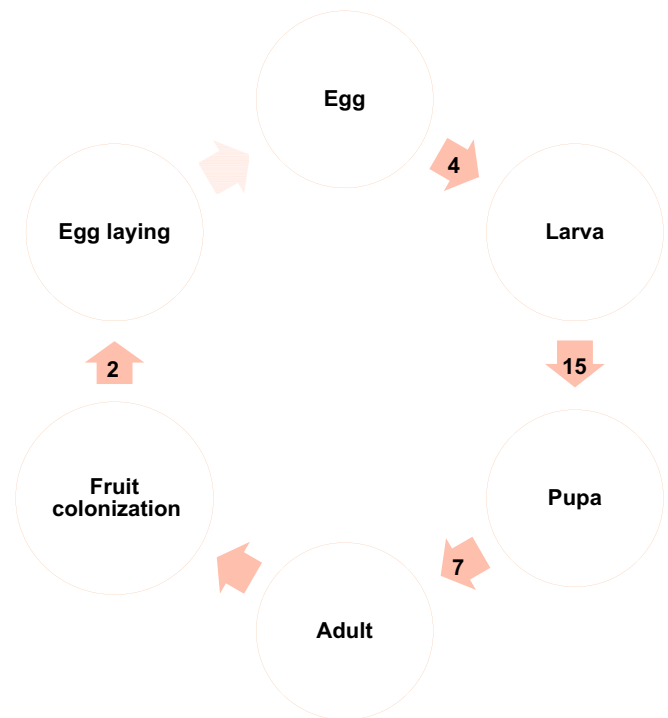 Egg
4
Larva
15
Pupa
7
Adult
Fruit
colonization
2
Egg laying